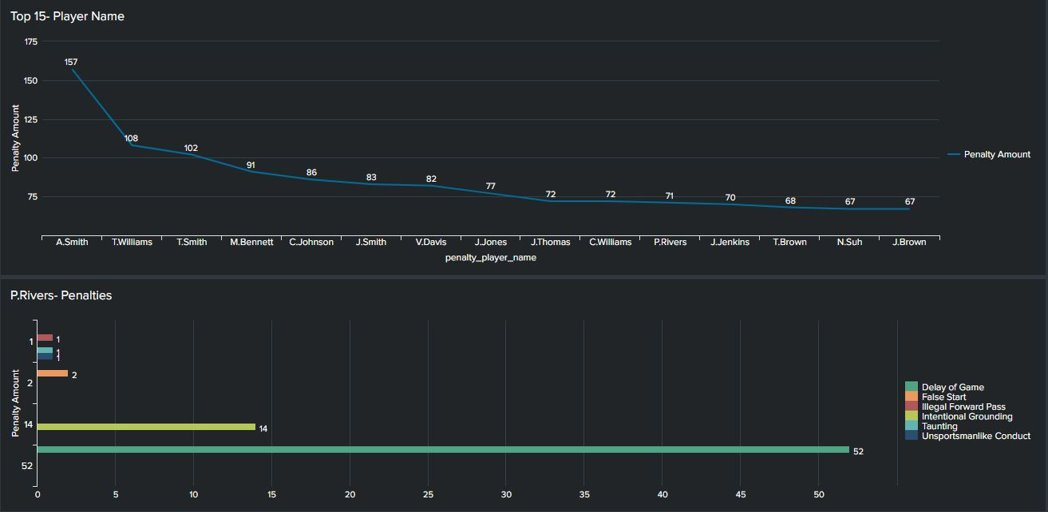 Top 15- Player Name
175
150
125
100
75
Penalty Amount
157
108
102
91
86
83
82
77
72
72
71
70
68
67
67
Penalty Amount
A.Smith T.Williams T.Smith M.Bennett C.Johnson J.Smith V.Davis J.Jones J.Thomas C.Williams P.Rivers J.Jenkins T.Brown N.Suh J.Brown
penalty_player_name
P.Rivers- Penalties
Penalty Amount
1
1
1
1
2
2
14
14
52
52
0 5 10 15 20 25 30 35 40 45 50
Delay of Game
False Start
Illegal Forward Pass
Intentional Grounding
Taunting
Unsportsmanlike Conduct